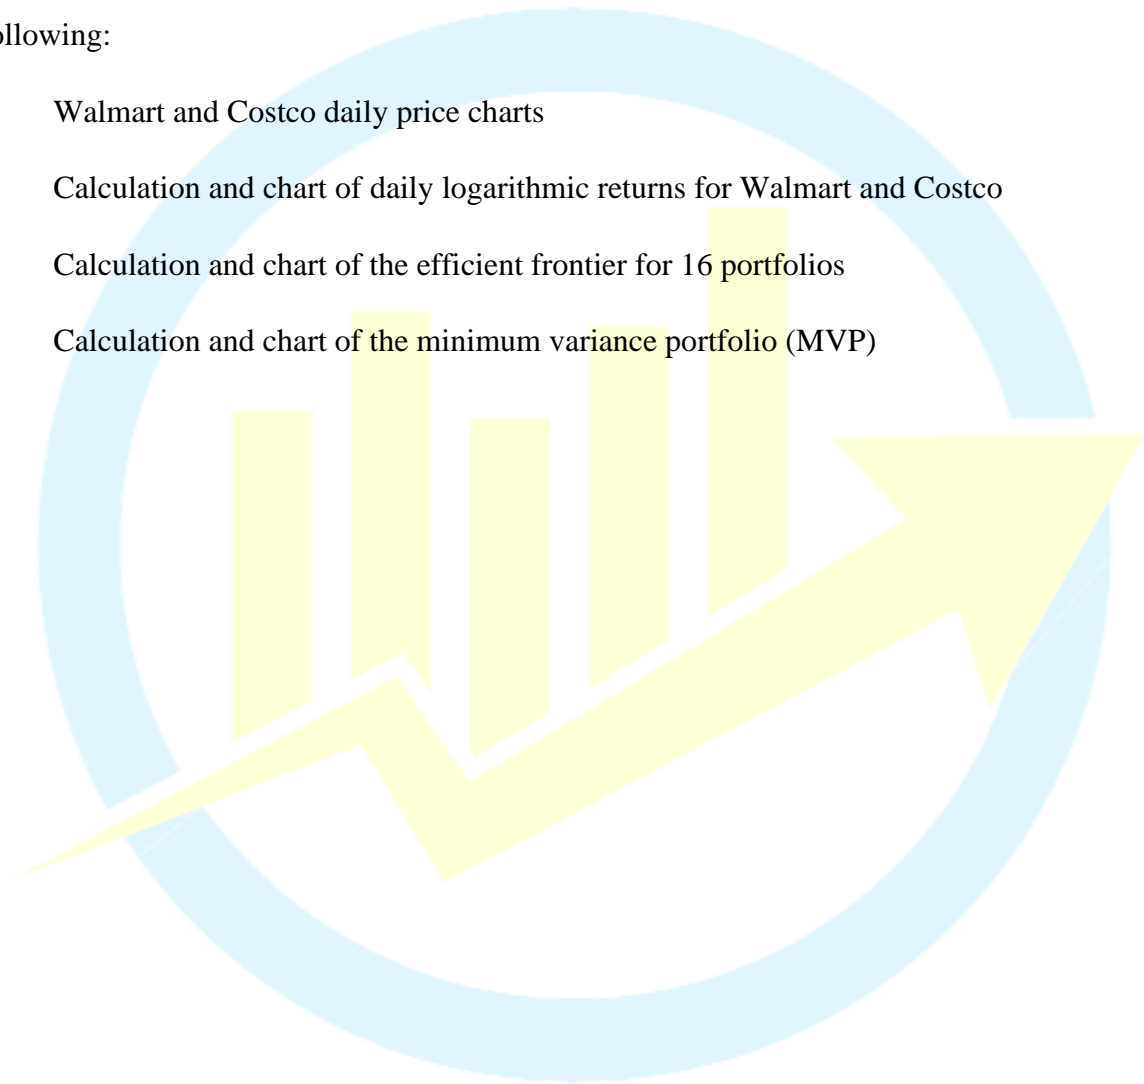 ollowing:
Walmart and Costco daily price charts
Calculation and chart of daily logarithmic returns for Walmart and Costco
Calculation and chart of the efficient frontier for 16 portfolios
Calculation and chart of the minimum variance portfolio (MVP)